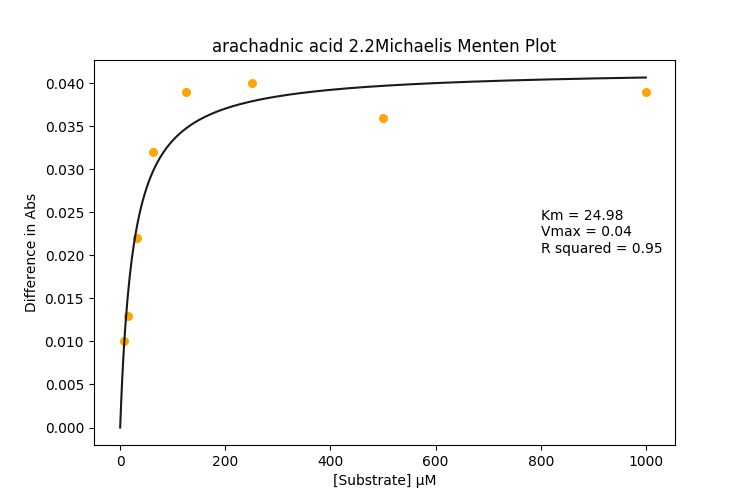 arachadnic acid 2.2Michaelis Menten Plot
0.040
0.035
0.030
0.025
0.020
0.015
0.010
0.005
0.000
Difference in Abs
Km = 24.98
Vmax = 0.04
R squared = 0.95
0 200 400 600 800 1000
[Substrate] µM